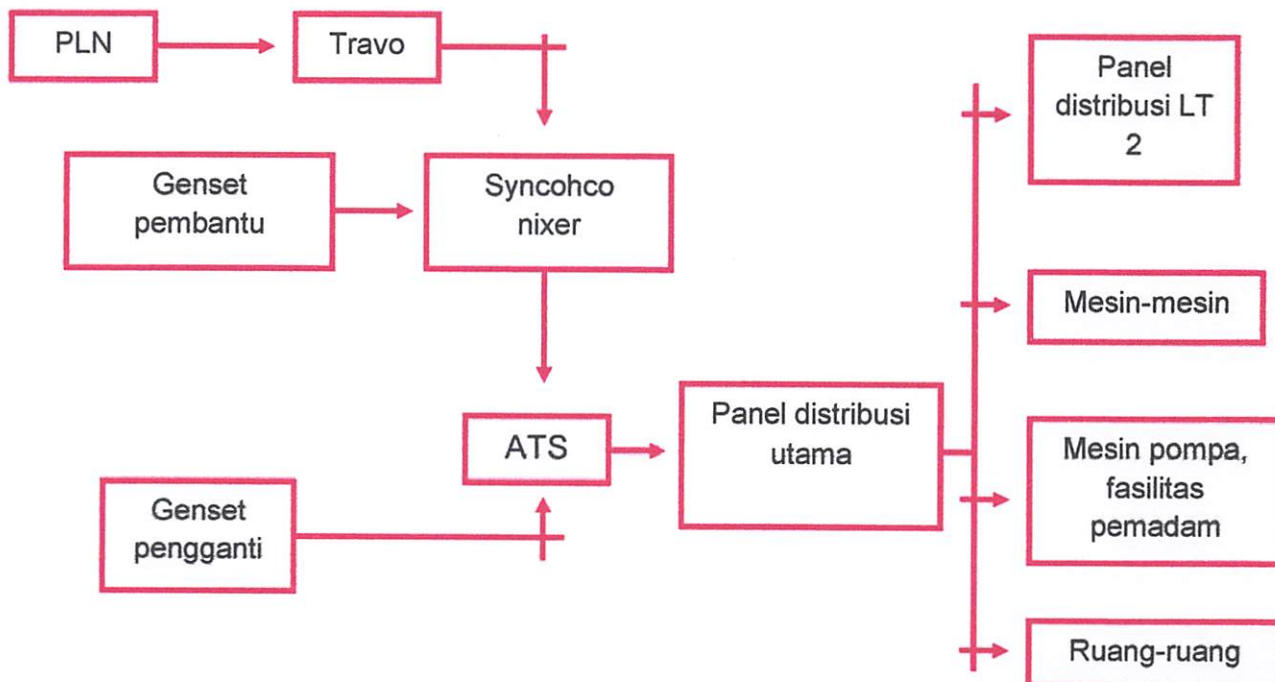 PLN
Travo
Panel
distribusi LT
2
Genset
pembantu
Syncohco
nixer
Mesin-mesin
ATS
Panel distribusi
utama
Mesin pompa,
fasilitas
pemadam
Genset
pengganti
Ruang-ruang